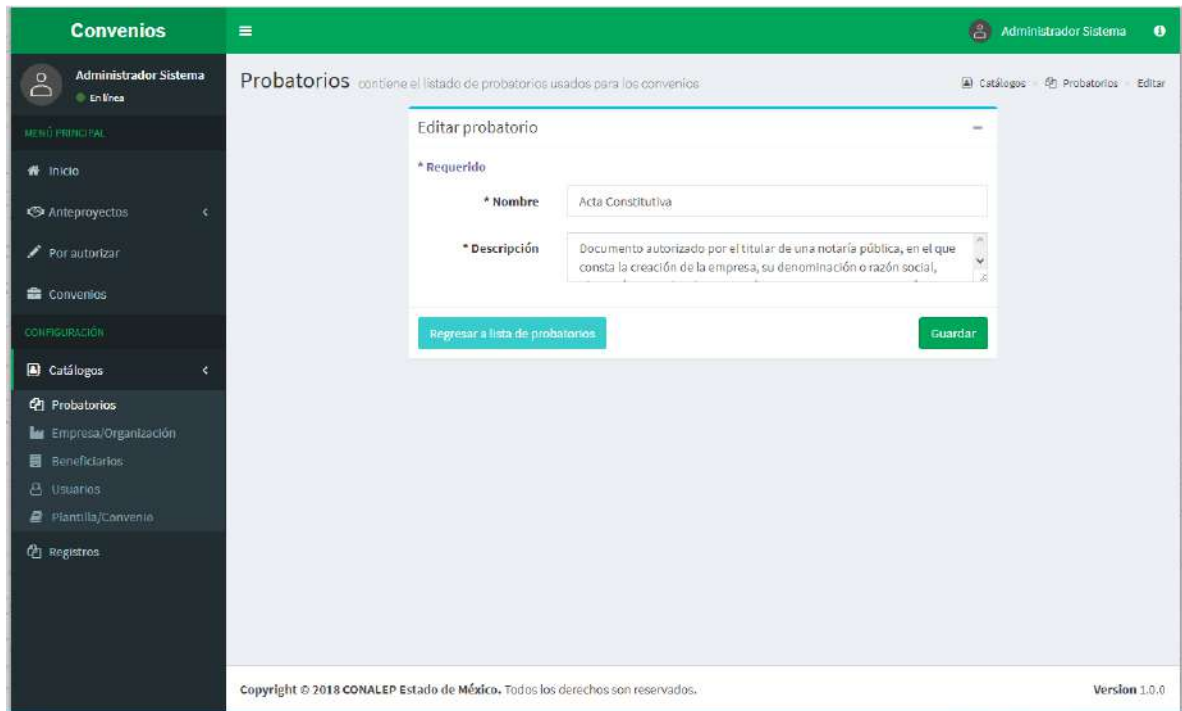 Convenios
Administrador Sistema
Administrador Sistema
En línea
Probatorios contiene el listado de probatorios usados para los convenios
Catálogos
Probatorios
Editar
MENÚ PRINCIPAL
Inicio
Anteproyectos
Por autorizar
Convenios
CONFIGURACIÓN
Catálogos
Probatorios
Empresa/Organización
Beneficiarios
Usuarios
Plantilla/Convenio
Registros
Editar probatorio
* Requerido
* Nombre
Acta Constitutiva
* Descripción
Documento autorizado por el titular de una notaría pública, en el que
consta la creación de la empresa, su denominación o razón social,
Regresar a lista de probatorios
Guardar
Copyright © 2018 CONALEP Estado de México. Todos los derechos son reservados.
Version 1.0.0